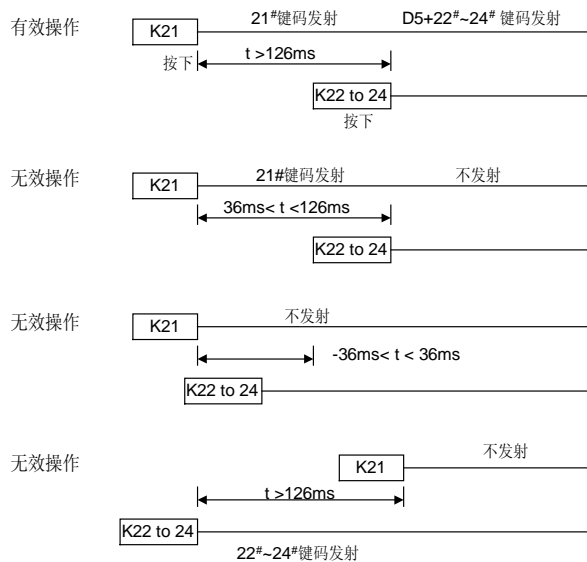 有效操作
K21
21#键码发射
D5+22#~24# 键码发射
按下
t >126ms
K22 to 24
按下
无效操作
K21
21#键码发射
不发射
36ms< t <126ms
K22 to 24
无效操作
K21
不发射
-36ms< t < 36ms
K22 to 24
无效操作
K21
不发射
t >126ms
K22 to 24
22#~24#键码发射